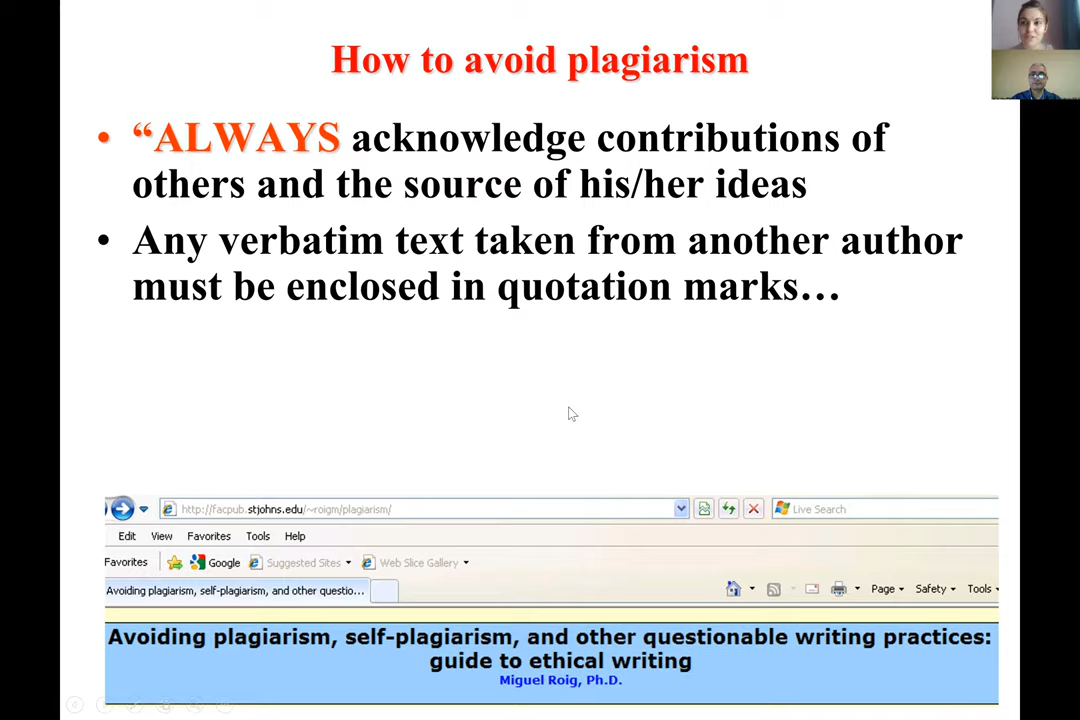 How to avoid plagiarism
• “ALWAYS acknowledge contributions of
others and the source of his/her ideas
• Any verbatim text taken from another author
must be enclosed in quotation marks…
http://facpub.stjohns.edu/~roigm/plagiarism/
Live Search
Edit View Favorites Tools Help
Favorites Google Suggested Sites Web Slice Gallery
Avoiding plagiarism, self-plagiarism, and other questio...
Page Safety Tools
Avoiding plagiarism, self-plagiarism, and other questionable writing practices:
guide to ethical writing
Miguel Roig, Ph.D.